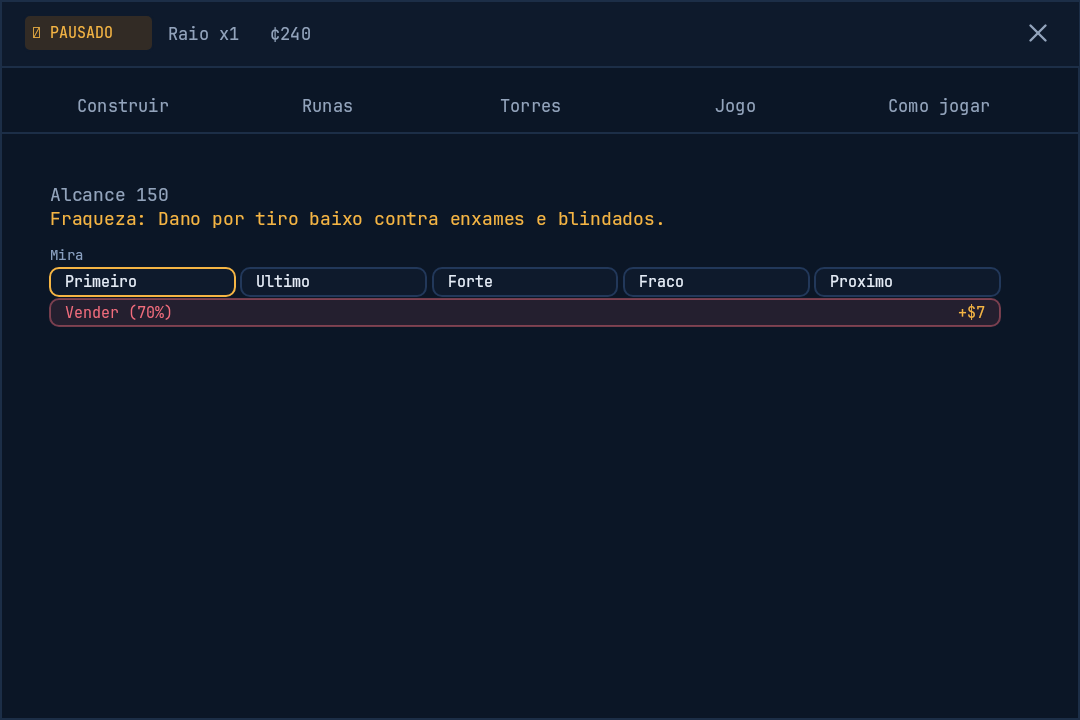 PAUSADO Raio x1 ₵240
Construir Runas Torres Jogo Como jogar
Alcance 150
Fraqueza: Dano por tiro baixo contra enxames e blindados.
Mira
Primeiro Ultimo Forte Fraco Proximo
Vender (70%) +$7